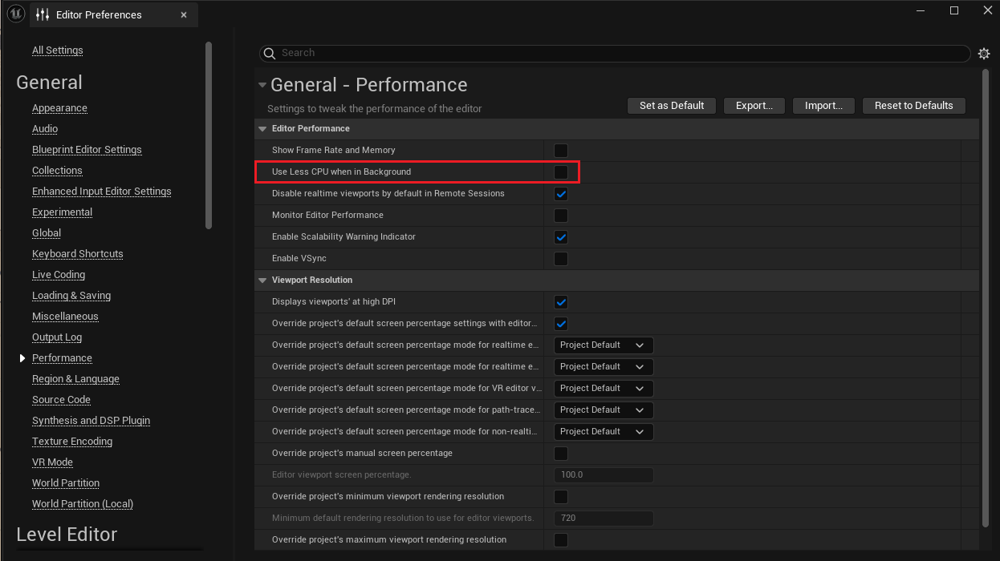 Editor Preferences
All Settings
General
Appearance
Audio
Blueprint Editor Settings
Collections
Enhanced Input Editor Settings
Experimental
Global
Keyboard Shortcuts
Live Coding
Loading & Saving
Miscellaneous
Output Log
Performance
Region & Language
Source Code
Synthesis and DSP Plugin
Texture Encoding
VR Mode
World Partition
World Partition (Local)
Level Editor
Search
General - Performance
Settings to tweak the performance of the editor
Set as Default
Export...
Import...
Reset to Defaults
Editor Performance
Show Frame Rate and Memory
Use Less CPU when in Background
Disable realtime viewports by default in Remote Sessions
Monitor Editor Performance
Enable Scalability Warning Indicator
Enable VSync
Viewport Resolution
Displays viewports' at high DPI
Override project's default screen percentage settings with editor...
Override project's default screen percentage mode for realtime e... Project Default
Override project's default screen percentage mode for realtime e... Project Default
Override project's default screen percentage mode for VR editor v... Project Default
Override project's default screen percentage mode for path-trace... Project Default
Override project's default screen percentage mode for non-realti... Project Default
Override project's manual screen percentage
Editor viewport screen percentage. 100.0
Override project's minimum viewport rendering resolution
Minimum default rendering resolution to use for editor viewports. 720
Override project's maximum viewport rendering resolution